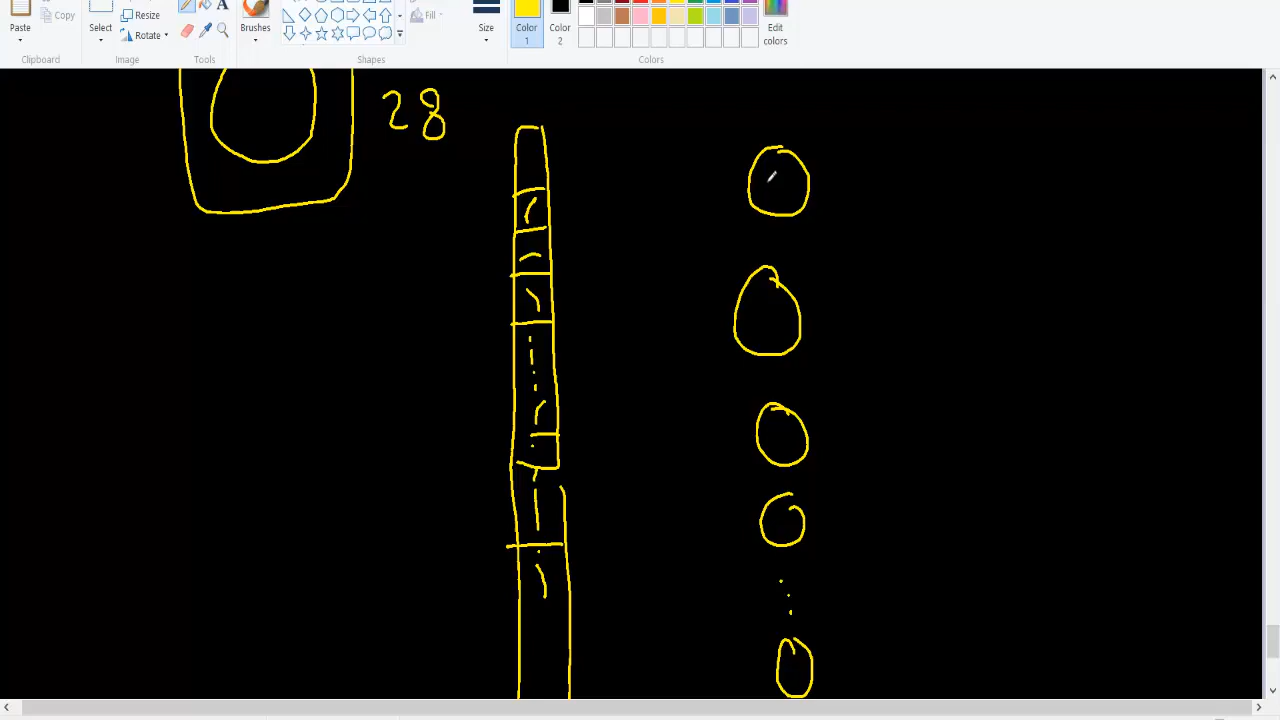 Paste
Copy
Clipboard
Select
Resize
Rotate
Image
Tools
Brushes
Fill
Shapes
Size
Color
1
Color
2
Edit
colors
Colors
28